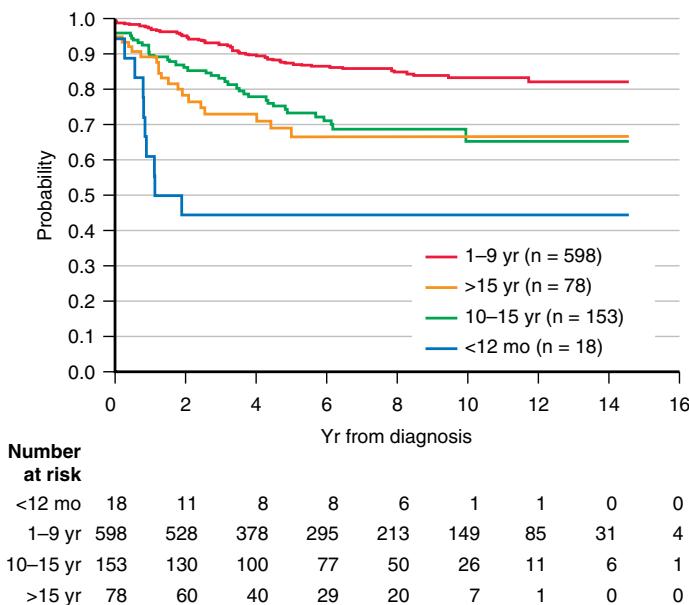 1.0
0.9
0.8
0.7
0.6
0.5
0.4
0.3
0.2
0.1
0.0
Probability
1–9 yr (n = 598)
>15 yr (n = 78)
10–15 yr (n = 153)
<12 mo (n = 18)
0 2 4 6 8 10 12 14 16
Yr from diagnosis
Number
at risk
<12 mo 18 11 8 8 6 1 1 0 0
1–9 yr 598 528 378 295 213 149 85 31 4
10–15 yr 153 130 100 77 50 26 11 6 1
>15 yr 78 60 40 29 20 7 1 0 0